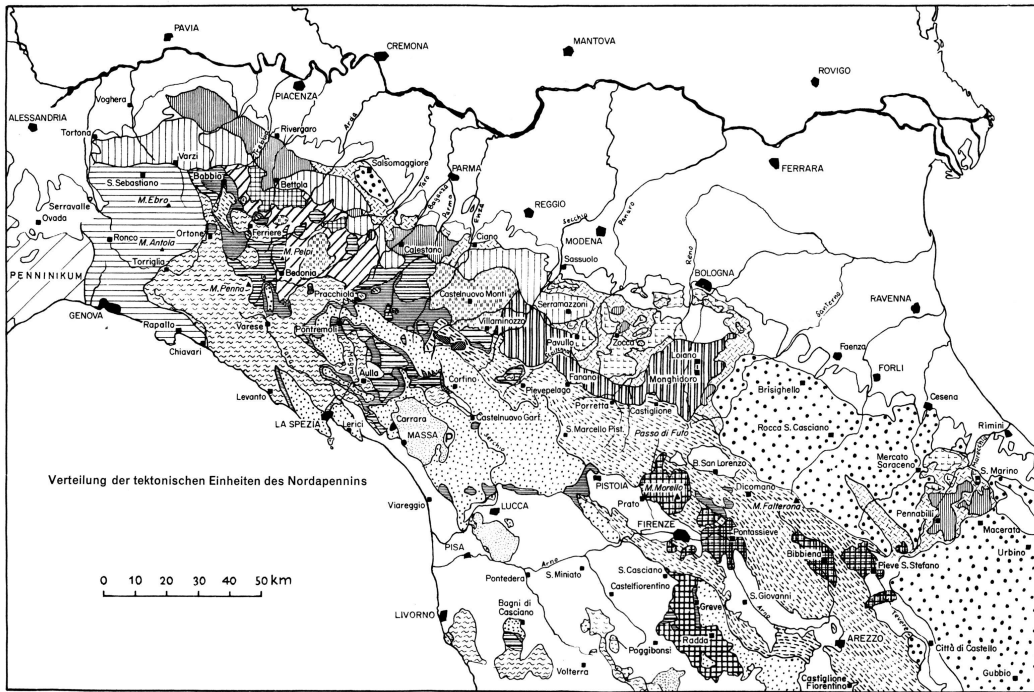 PAVIA
CREMONA
MANTOVA
ROVIGO
PIACENZA
Voghera
ALESSANDRIA
Tortona
Rivergaro
Trebbia
Arda
Varzi
Salsomaggiore
PARMA
FERRARA
S. Sebastiano
Bobbio
Bettola
Taro
Baganza
Parma
Enza
REGGIO
M. Ebro
Serravalle
Ovada
Secchia
Panaro
MODENA
Ronco
M. Antola
Ortone
Ferriere
Calestano
Ciano
Reno
Torriglia
M. Pelpi
Sassuolo
BOLOGNA
PENNINIKUM
Bedonia
M. Penna
Castelnuovo Monti
Serramazzoni
Santerno
RAVENNA
GENOVA
Pracchiola
Villaminozzo
Rapallo
Varese
Pontremoli
Pavullo
Zocca
Loiano
Faenza
Chiavari
FORLI
Aulla
Corfino
Pievepelago
Fanano
Monghidoro
Brisighello
Levanto
Porretta
Castiglione
Cesena
LA SPEZIA
Lerici
Carrara
MASSA
Castelnuovo Garf.
S. Marcello Pist.
Passo di Futo
Rocca S. Casciano
Rimini
Mercato
Saraceno
S. Marino
Verteilung der tektonischen Einheiten des Nordapennins
B. San Lorenzo
PISTOIA
M. Morello
Dicomano
M. Falterona
Viareggio
LUCCA
Prato
Pennabilli
Macerata
FIRENZE
Pontassieve
Urbino
PISA
Bibbiena
Arno
Pieve S. Stefano
0 10 20 30 40 50 km
Pontedera
S. Miniato
S. Casciano
Castelfiorentino
S. Giovanni
LIVORNO
Bagni di
Casciano
Greve
Arno
Tevere
Radda
AREZZO
Poggibonsi
Città di Castello
Volterra
Castiglione
Fiorentino
Gubbio